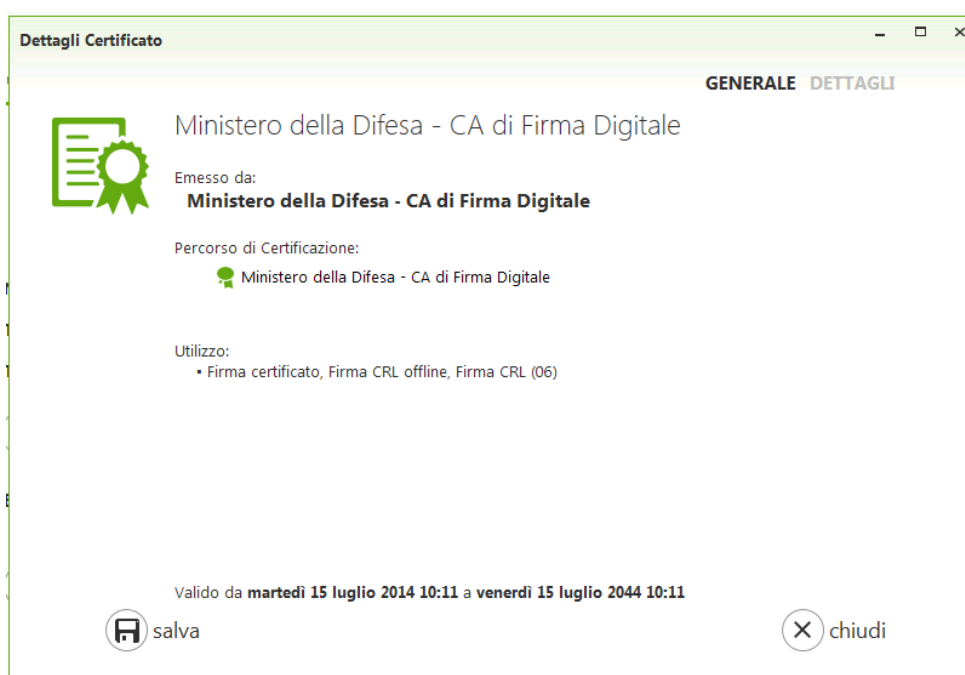 Dettagli Certificato
GENERALE DETTAGLI
Ministero della Difesa - CA di Firma Digitale
Emesso da:
Ministero della Difesa - CA di Firma Digitale
Percorso di Certificazione:
Ministero della Difesa - CA di Firma Digitale
Utilizzo:
• Firma certificato, Firma CRL offline, Firma CRL (06)
Valido da martedì 15 luglio 2014 10:11 a venerdì 15 luglio 2044 10:11
salva
chiudi